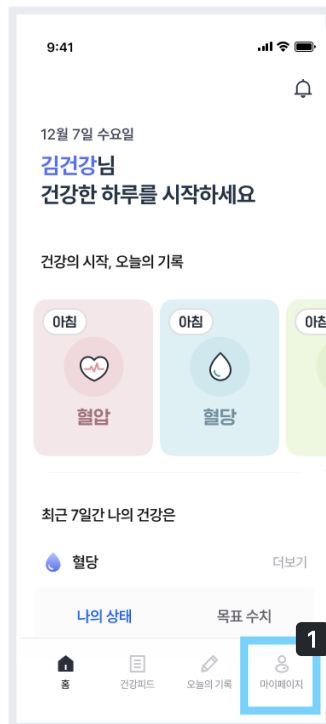 9:41
12월 7일 수요일
김건강님
건강한 하루를 시작하세요
건강의 시작, 오늘의 기록
아침
혈압
아침
혈당
아침
최근 7일간 나의 건강은
혈당
더보기
나의 상태
목표 수치
1
홈
건강피드
오늘의 기록
마이페이지